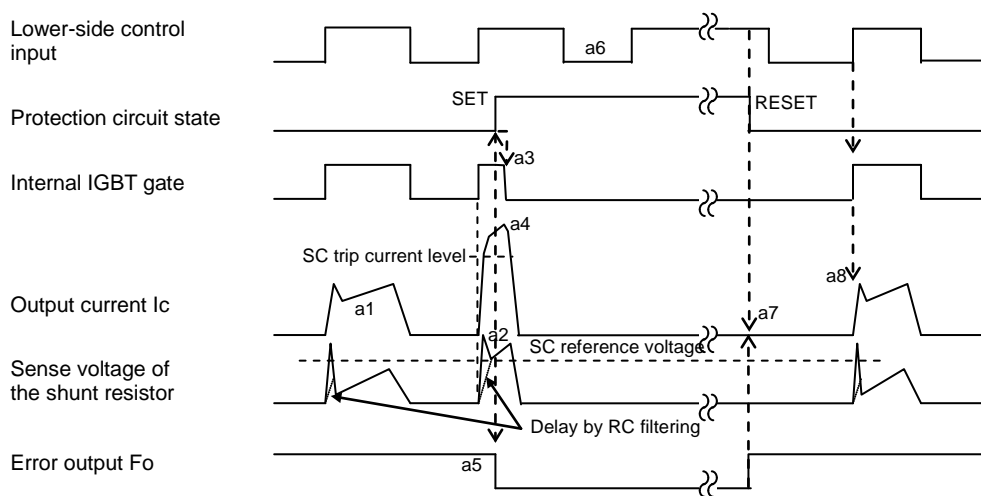 Lower-side control
input
a6
SET
RESET
Protection circuit state
a3
Internal IGBT gate
a4
SC trip current level
a8
Output current Ic
a1
a7
a2
SC reference voltage
Sense voltage of
the shunt resistor
Delay by RC filtering
Error output Fo
a5